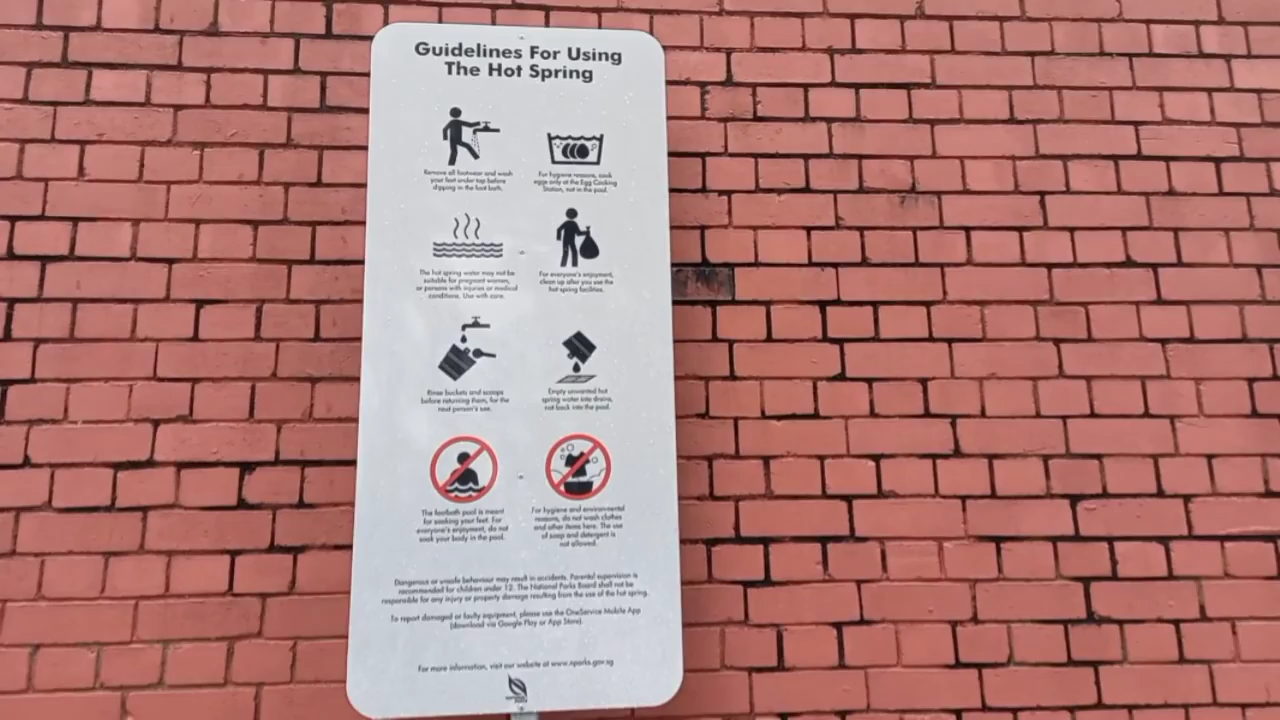 Guidelines For Using
The Hot Spring
Remove all footwear and wash
your feet under tap before
dipping in the foot bath.
For hygiene reasons, cook
eggs only at the Egg Cooking
Station, not in the pool.
The hot spring water may not be
suitable for pregnant women,
or persons with injuries or medical
conditions. Use with care.
For everyone's enjoyment,
clean up after you use the
hot spring facilities.
Rinse buckets and scoops
before returning them, for the
next person's use.
Empty unwanted hot
spring water into drains,
not back into the pool.
The footbath pool is meant
for soaking your feet. For
everyone's enjoyment, do not
soak your body in the pool.
For hygiene and environmental
reasons, do not wash clothes
and other items here. The use
of soap and detergent is
not allowed.
Dangerous or unsafe behaviour may result in accidents. Parental supervision is
recommended for children under 12. The National Parks Board shall not be
responsible for any injury or property damage resulting from the use of the hot spring.
To report damaged or faulty equipment, please use the OneService Mobile App
(download via Google Play or App Store).
For more information, visit our website at www.nparks.gov.sg